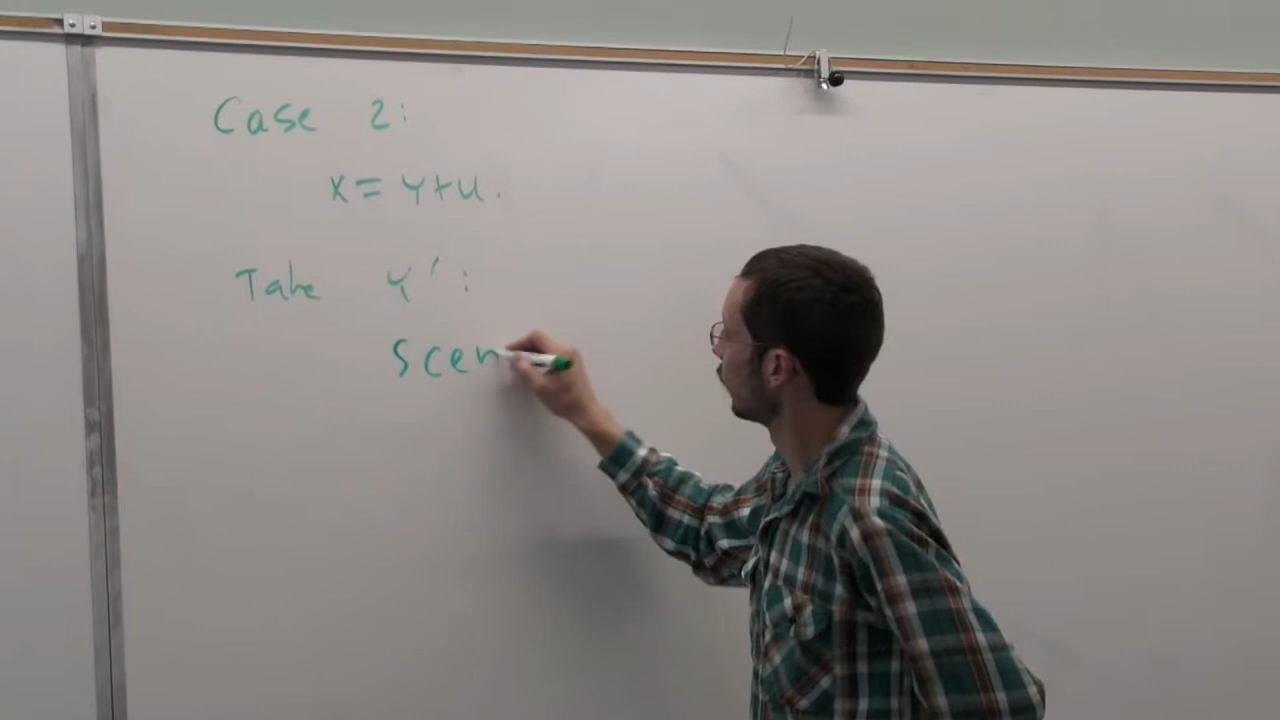 Case 2:
x = y + u.
Take y' :
scen